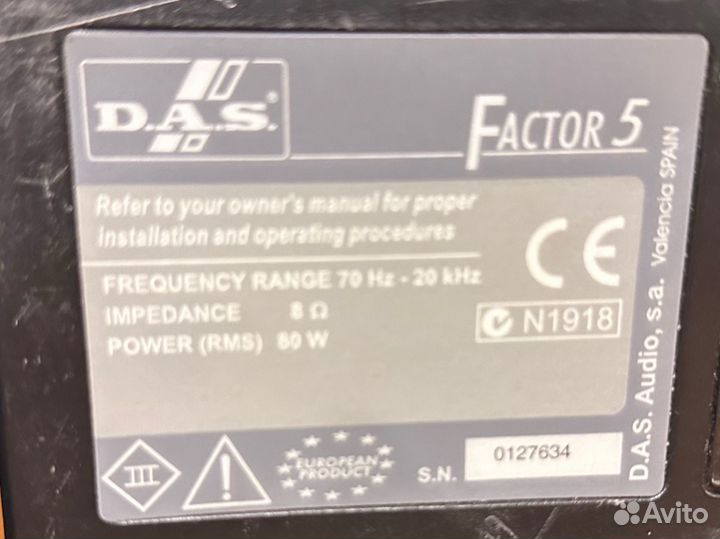 D.A.S.®
FACTOR 5
Refer to your owner's manual for proper
installation and operating procedures
FREQUENCY RANGE 70 Hz - 20 kHz
IMPEDANCE 8 Ω
POWER (RMS) 80 W
CE
N1918
D.A.S. Audio, s.a. Valencia SPAIN
III
EUROPEAN
PRODUCT
S.N. 0127634
Avito